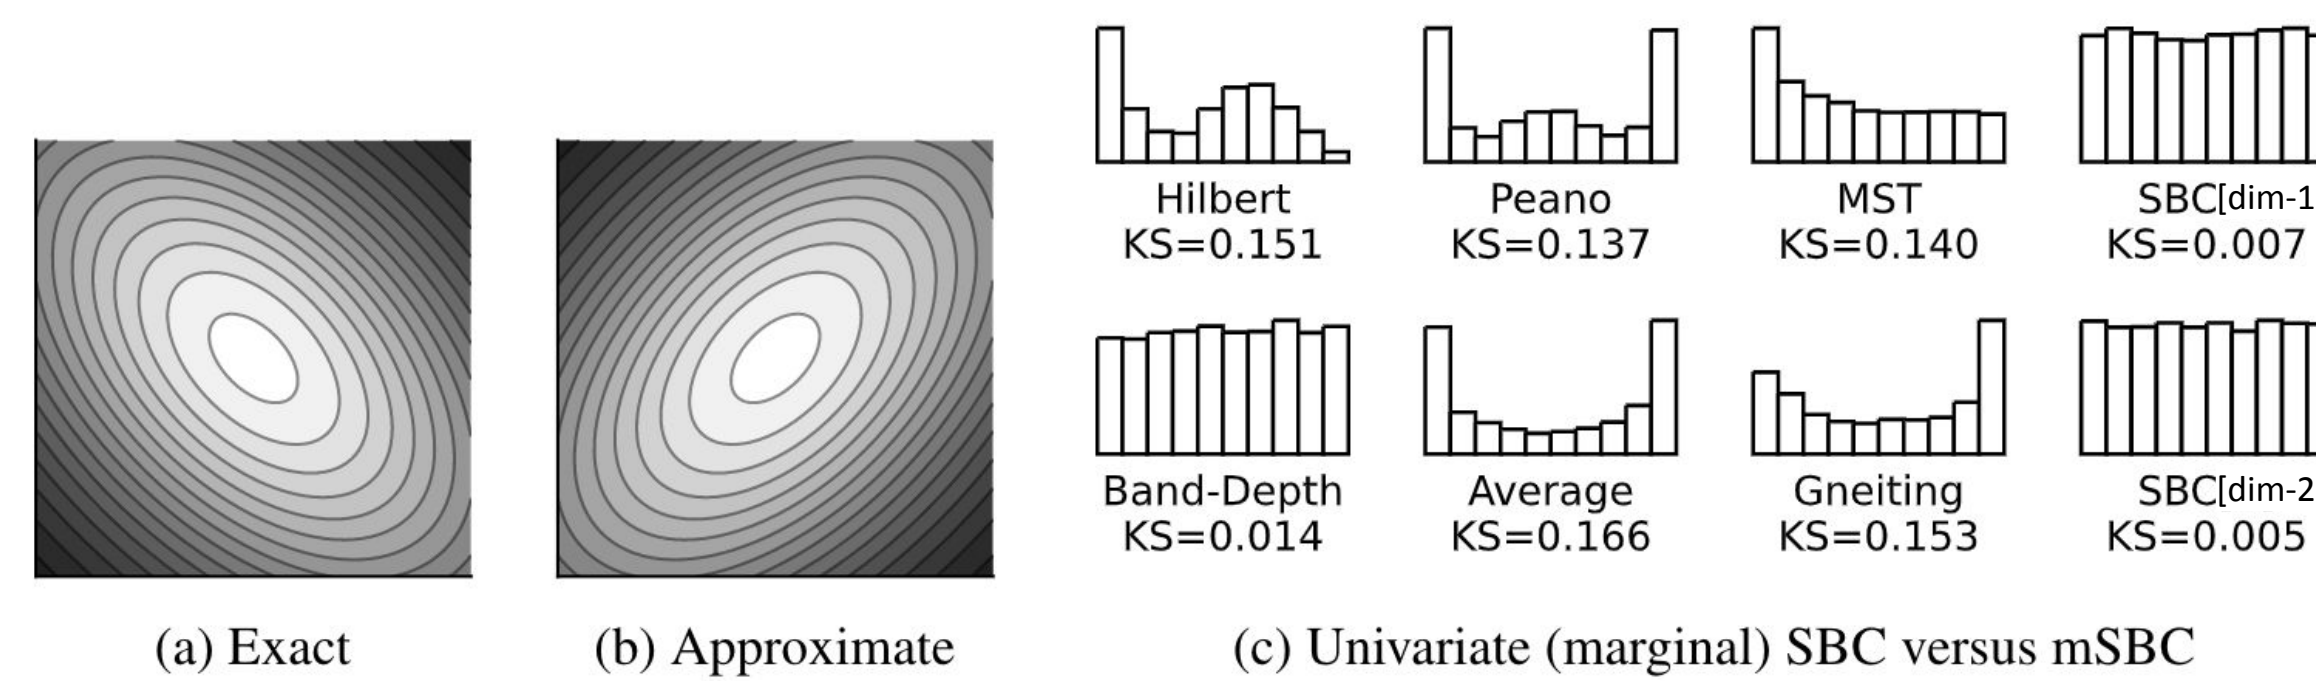 Hilbert
KS=0.151
Peano
KS=0.137
MST
KS=0.140
SBC[dim-1
KS=0.007
Band-Depth
KS=0.014
Average
KS=0.166
Gneiting
KS=0.153
SBC[dim-2
KS=0.005
(a) Exact
(b) Approximate
(c) Univariate (marginal) SBC versus mSBC